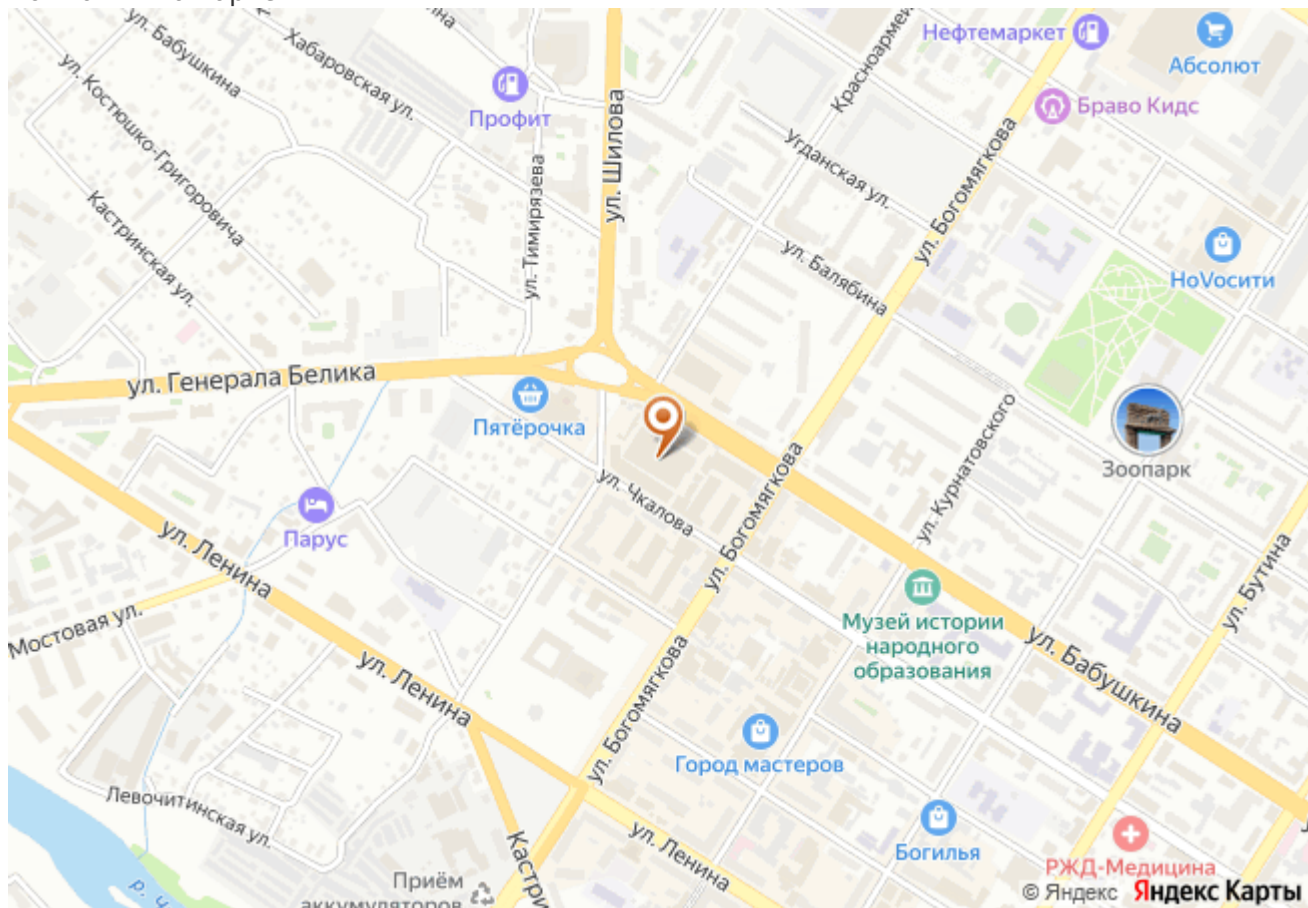 ул. Бабушкина
Хабаровская ул.
Красноармей
Нефтемаркет
Абсолют
ул. Костюшко-Григоровича
Профит
ул. Шилова
Браво Кидс
Угданская ул.
ул. Богомягкова
Кастринская ул.
ул. Тимирязева
ул. Балябина
НоVосити
ул. Генерала Белика
Пятёрочка
ул. Курнатовского
Зоопарк
ул. Чкалова
ул. Богомягкова
Парус
ул. Ленина
Мостовая ул.
Музей истории
народного
образования
ул. Бутина
ул. Бабушкина
ул. Ленина
ул. Богомягкова
Город мастеров
Левочитинская ул.
ул. Ленина
Богилья
РЖД-Медицина
Кастри
Приём
аккумуляторов
р. Ч
© Яндекс Яндекс Карты